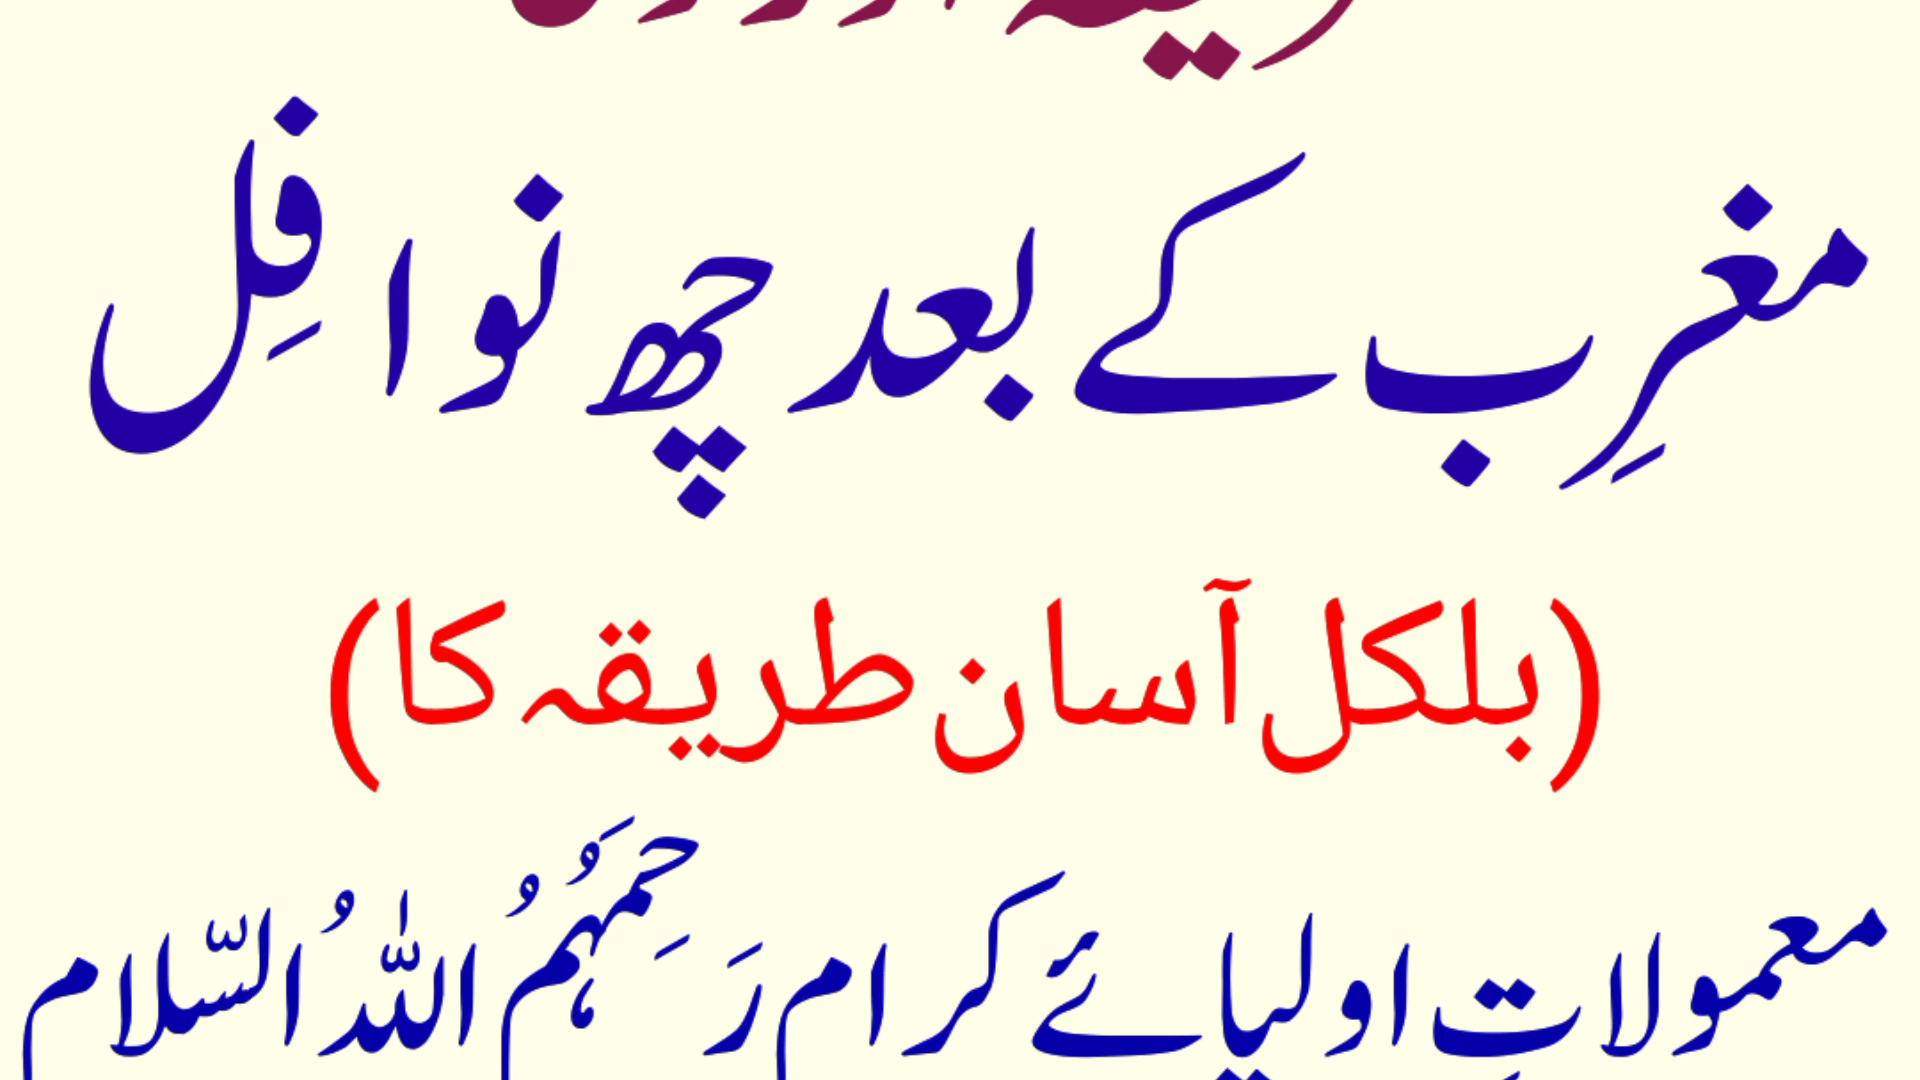 مغرِب کے بعد چھ نوافِل
(بلکل آسان طریقہ کا)
معمولاتِ اولیائے کرام رَحِمَہُمُ اللّٰہُ السّلام